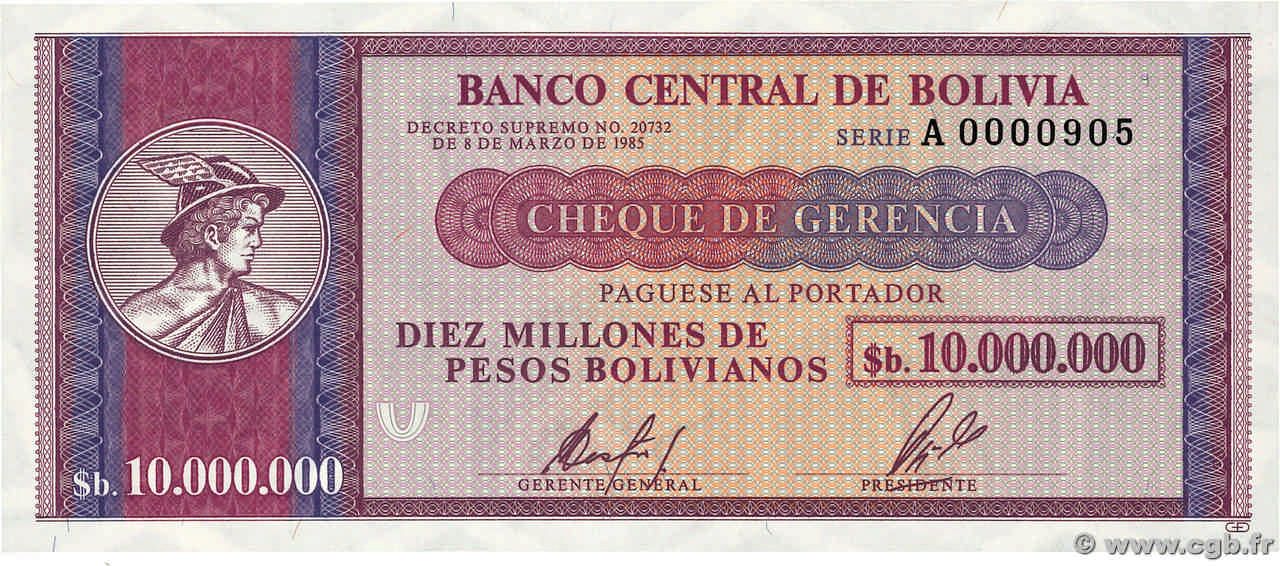 BANCO CENTRAL DE BOLIVIA
DECRETO SUPREMO NO. 20732
DE 8 DE MARZO DE 1985
SERIE A 0000905
CHEQUE DE GERENCIA
PAGUESE AL PORTADOR
DIEZ MILLONES DE
PESOS BOLIVIANOS
$b. 10.000.000
$b. 10.000.000
GERENTE GENERAL
PRESIDENTE
© www.cgb.fr